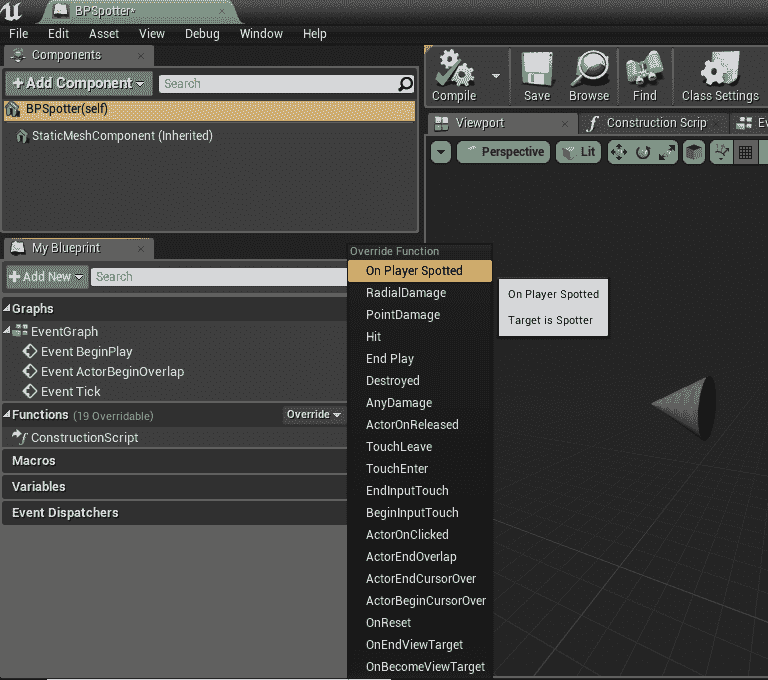 BPSpotter*
File Edit Asset View Debug Window Help
Components
+Add Component Search
BPSpotter(self)
StaticMeshComponent (Inherited)
Compile Save Browse Find Class Settings
Viewport Construction Scrip Ev
Perspective Lit
My Blueprint
+Add New Search
Graphs
EventGraph
Event BeginPlay
Event ActorBeginOverlap
Event Tick
Functions (19 Overridable) Override
ConstructionScript
Macros
Variables
Event Dispatchers
Override Function
On Player Spotted
RadialDamage
PointDamage
Hit
End Play
Destroyed
AnyDamage
ActorOnReleased
TouchLeave
TouchEnter
EndInputTouch
BeginInputTouch
ActorOnClicked
ActorEndOverlap
ActorEndCursorOver
ActorBeginCursorOver
OnReset
OnEndViewTarget
OnBecomeViewTarget
On Player Spotted
Target is Spotter